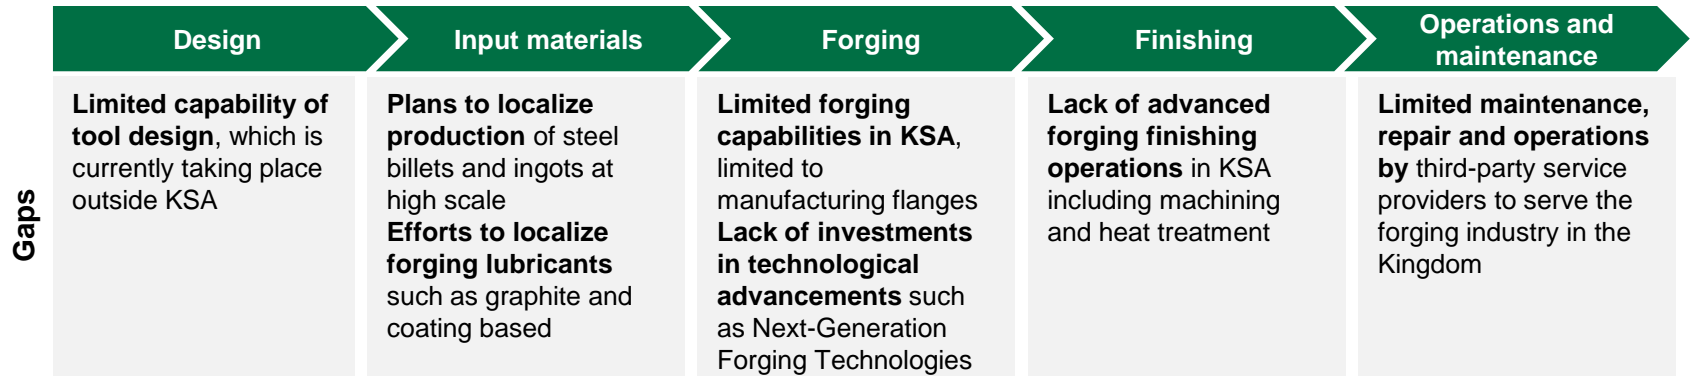 Design
Input materials
Forging
Finishing
Operations and
maintenance
Gaps
Limited capability of
tool design, which is
currently taking place
outside KSA
Plans to localize
production of steel
billets and ingots at
high scale
Efforts to localize
forging lubricants
such as graphite and
coating based
Limited forging
capabilities in KSA,
limited to
manufacturing flanges
Lack of investments
in technological
advancements such
as Next-Generation
Forging Technologies
Lack of advanced
forging finishing
operations in KSA
including machining
and heat treatment
Limited maintenance,
repair and operations
by third-party service
providers to serve the
forging industry in the
Kingdom